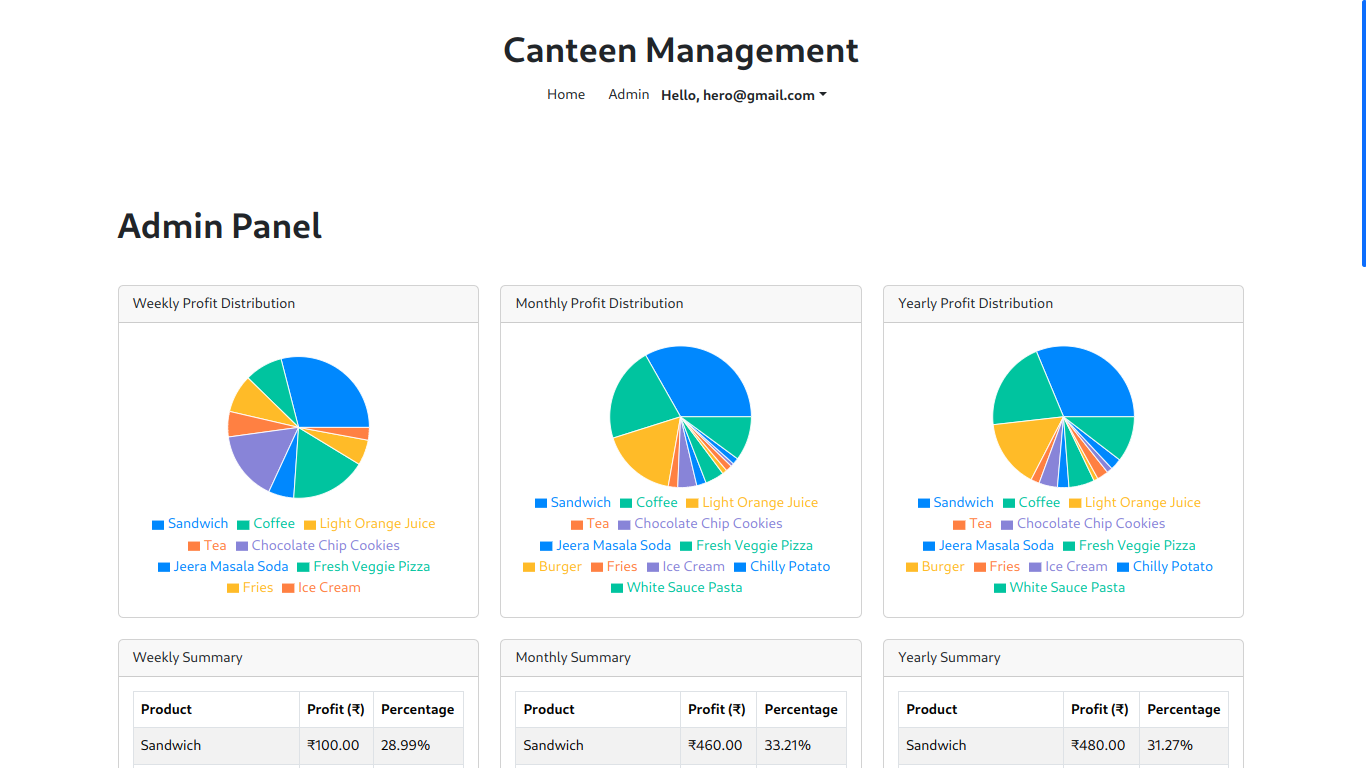 Canteen Management
Home Admin Hello, hero@gmail.com
Admin Panel
Weekly Profit Distribution
Sandwich Coffee Light Orange Juice
Tea Chocolate Chip Cookies
Jeera Masala Soda Fresh Veggie Pizza
Fries Ice Cream
Monthly Profit Distribution
Sandwich Coffee Light Orange Juice
Tea Chocolate Chip Cookies
Jeera Masala Soda Fresh Veggie Pizza
Burger Fries Ice Cream Chilly Potato
White Sauce Pasta
Yearly Profit Distribution
Sandwich Coffee Light Orange Juice
Tea Chocolate Chip Cookies
Jeera Masala Soda Fresh Veggie Pizza
Burger Fries Ice Cream Chilly Potato
White Sauce Pasta
Weekly Summary
Product Profit (₹) Percentage
Sandwich ₹100.00 28.99%
Monthly Summary
Product Profit (₹) Percentage
Sandwich ₹460.00 33.21%
Yearly Summary
Product Profit (₹) Percentage
Sandwich ₹480.00 31.27%